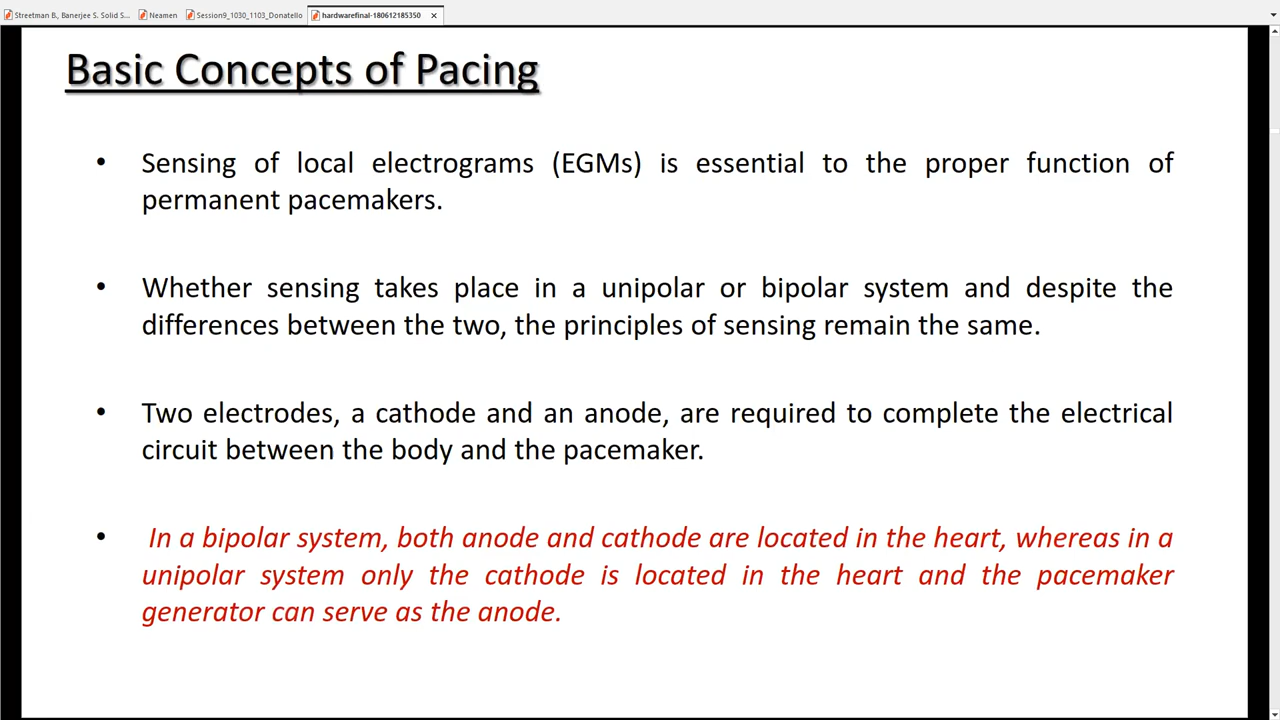 Streetman B., Banerjee S. Solid S...
Neamen
Session9_1030_1103_Donatello
hardwarefinal-180612185350
Basic Concepts of Pacing
• Sensing of local electrograms (EGMs) is essential to the proper function of
permanent pacemakers.
• Whether sensing takes place in a unipolar or bipolar system and despite the
differences between the two, the principles of sensing remain the same.
• Two electrodes, a cathode and an anode, are required to complete the electrical
circuit between the body and the pacemaker.
• In a bipolar system, both anode and cathode are located in the heart, whereas in a
unipolar system only the cathode is located in the heart and the pacemaker
generator can serve as the anode.